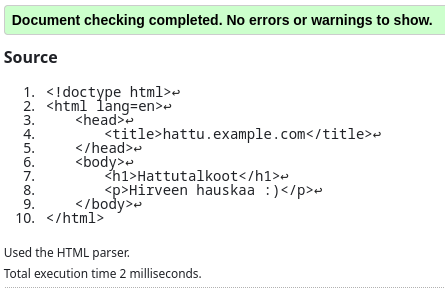 Document checking completed. No errors or warnings to show.
Source
1. <!doctype html>↩
2. <html lang=en>↩
3.     <head>↩
4.         <title>hattu.example.com</title>↩
5.     </head>↩
6.     <body>↩
7.         <h1>Hattutalkoot</h1>↩
8.         <p>Hirveen hauskaa :)</p>↩
9.     </body>↩
10. </html>
Used the HTML parser.
Total execution time 2 milliseconds.